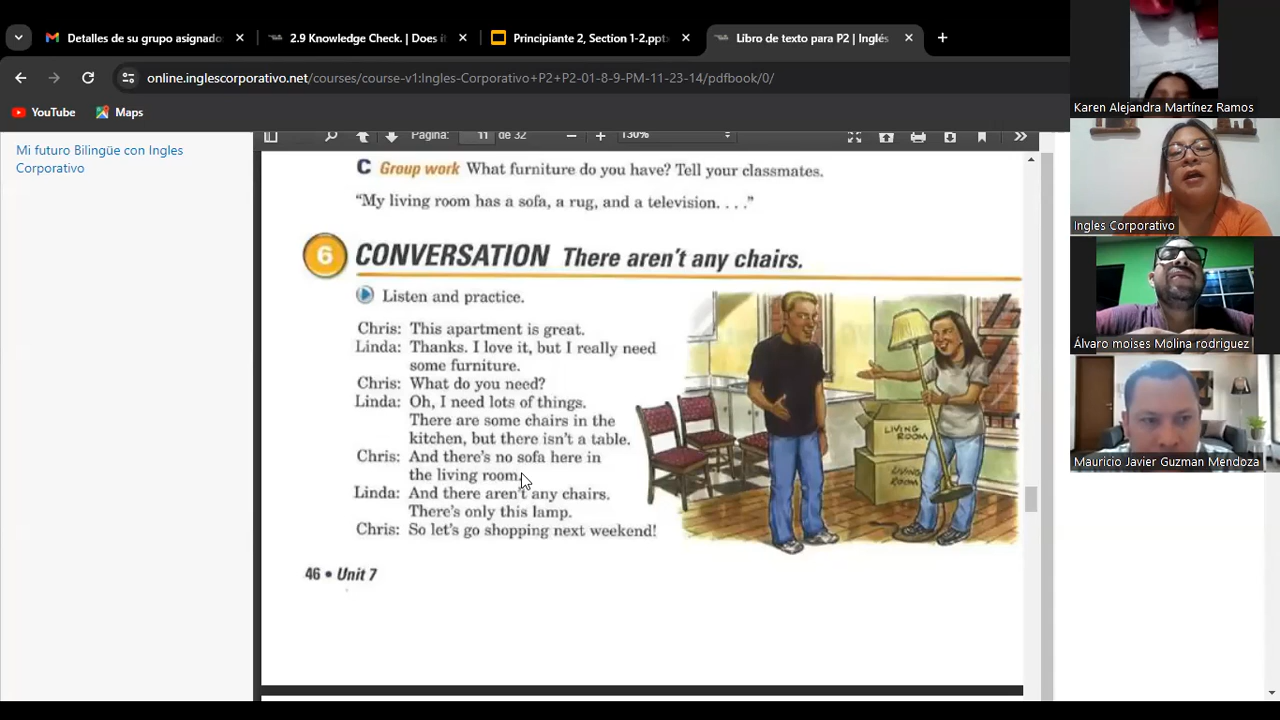 Detalles de su grupo asignado
2.9 Knowledge Check. | Does it
Principiante 2, Section 1-2.ppt
Libro de texto para P2 | Inglés
online.inglescorporativo.net/courses/course-v1:Ingles-Corporativo+P2+P2-01-8-9-PM-11-23-14/pdfbook/0/
YouTube
Maps
Mi futuro Bilingüe con Ingles
Corporativo
Página: 11 de 32
130%
C Group work What furniture do you have? Tell your classmates.
“My living room has a sofa, a rug, and a television. . . .”
6 CONVERSATION There aren’t any chairs.
Listen and practice.
Chris: This apartment is great.
Linda: Thanks. I love it, but I really need
some furniture.
Chris: What do you need?
Linda: Oh, I need lots of things.
There are some chairs in the
kitchen, but there isn’t a table.
Chris: And there’s no sofa here in
the living room.
Linda: And there aren’t any chairs.
There’s only this lamp.
Chris: So let’s go shopping next weekend!
LIVING
ROOM
LIVING
ROOM
46 • Unit 7
Karen Alejandra Martínez Ramos
Ingles Corporativo
Álvaro moises Molina rodriguez
Mauricio Javier Guzman Mendoza